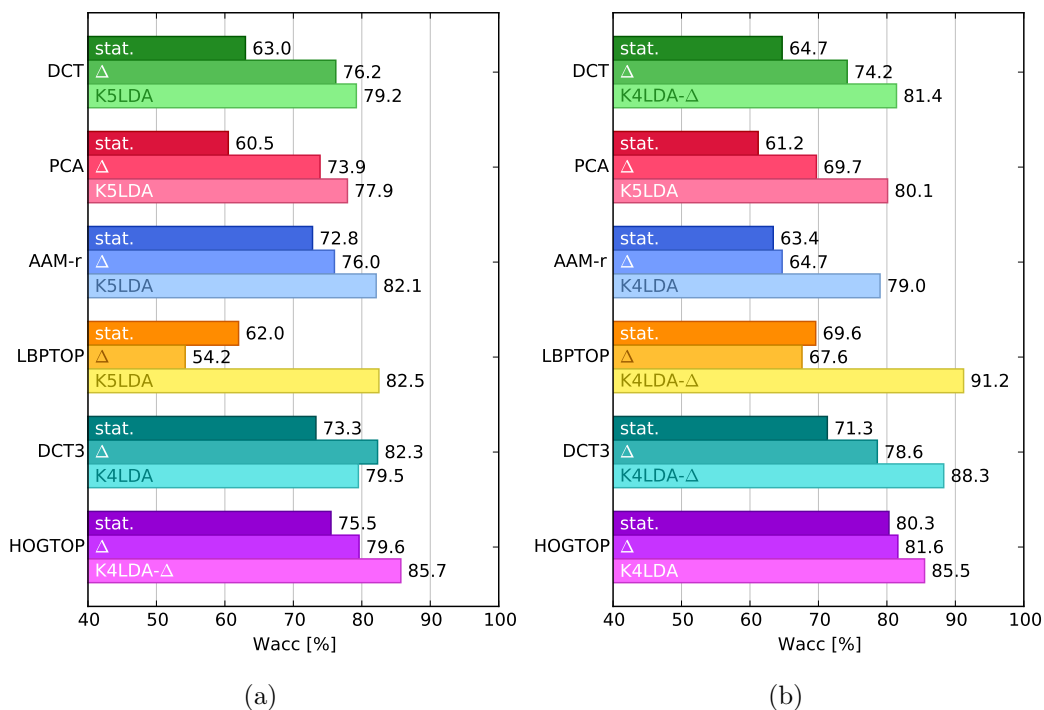 DCT
stat. 63.0
Δ 76.2
K5LDA 79.2
PCA
stat. 60.5
Δ 73.9
K5LDA 77.9
AAM-r
stat. 72.8
Δ 76.0
K5LDA 82.1
LBPTOP
stat. 62.0
Δ 54.2
K5LDA 82.5
DCT3
stat. 73.3
Δ 82.3
K4LDA 79.5
HOGTOP
stat. 75.5
Δ 79.6
K4LDA-Δ 85.7
40 50 60 70 80 90 100
Wacc [%]
(a)
DCT
stat. 64.7
Δ 74.2
K4LDA-Δ 81.4
PCA
stat. 61.2
Δ 69.7
K5LDA 80.1
AAM-r
stat. 63.4
Δ 64.7
K4LDA 79.0
LBPTOP
stat. 69.6
Δ 67.6
K4LDA-Δ 91.2
DCT3
stat. 71.3
Δ 78.6
K4LDA-Δ 88.3
HOGTOP
stat. 80.3
Δ 81.6
K4LDA 85.5
40 50 60 70 80 90 100
Wacc [%]
(b)